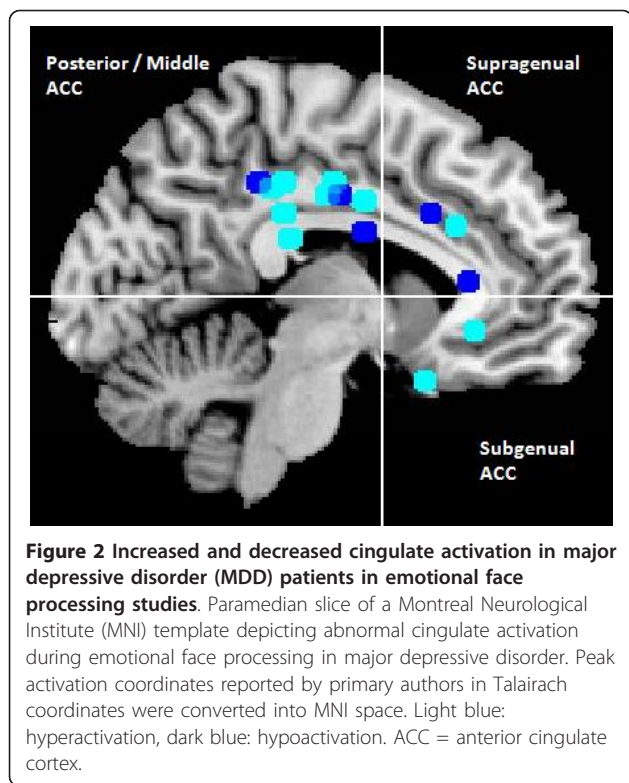 Posterior / Middle
ACC
Supragenual
ACC
Subgenual
ACC
Figure 2 Increased and decreased cingulate activation in major
depressive disorder (MDD) patients in emotional face
processing studies. Paramedian slice of a Montreal Neurological
Institute (MNI) template depicting abnormal cingulate activation
during emotional face processing in major depressive disorder. Peak
activation coordinates reported by primary authors in Talairach
coordinates were converted into MNI space. Light blue:
hyperactivation, dark blue: hypoactivation. ACC = anterior cingulate
cortex.